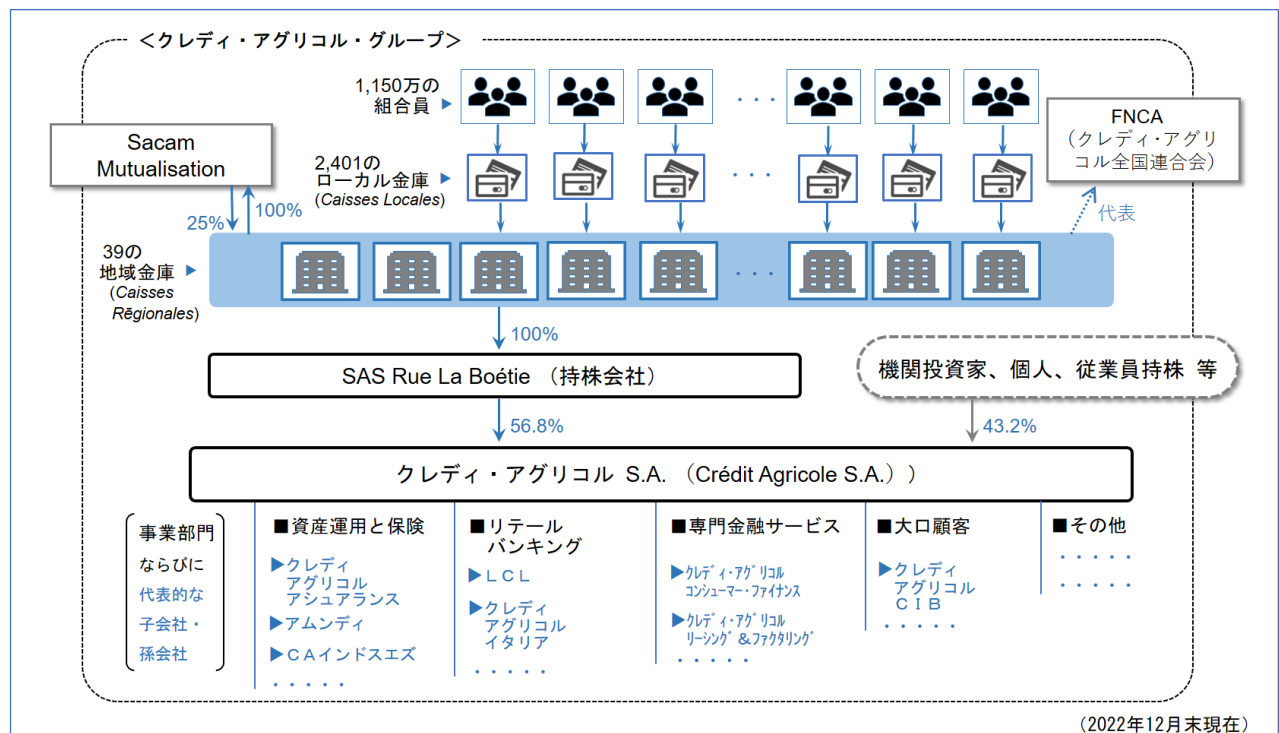 ＜クレディ・アグリコル・グループ＞
1,150万の
組合員
・・・
Sacam
Mutualisation
FNCA
（クレディ・アグリ
コル全国連合会）
2,401の
ローカル金庫
(Caisses Locales)
・・・
25%
100%
代表
39の
地域金庫
(Caisses
Rēgionales)
・・・
100%
SAS Rue La Boétie （持株会社）
機関投資家、個人、従業員持株 等
56.8%
43.2%
クレディ・アグリコル S.A. （Crédit Agricole S.A.））
事業部門
ならびに
代表的な
子会社・
孫会社
■資産運用と保険
▶クレディ
アグリコル
アシュアランス
▶アムンディ
▶ＣＡインドスエズ
・・・・・
■リテール
バンキング
▶ＬＣＬ
▶クレディ
アグリコル
イタリア
・・・・・
■専門金融サービス
▶ｸﾚﾃﾞｨ･ｱｸﾞﾘｺﾙ
ｺﾝｼｭｰﾏｰ･ﾌｧｲﾅﾝｽ
▶ｸﾚﾃﾞｨ･ｱｸﾞﾘｺﾙ
ﾘｰｼﾝｸﾞ＆ﾌｧｸﾀﾘﾝｸﾞ
・・・・・
■大口顧客
▶クレディ
アグリコル
ＣＩＢ
・・・・・
■その他
・・・・・
・・・・・
（2022年12月末現在）